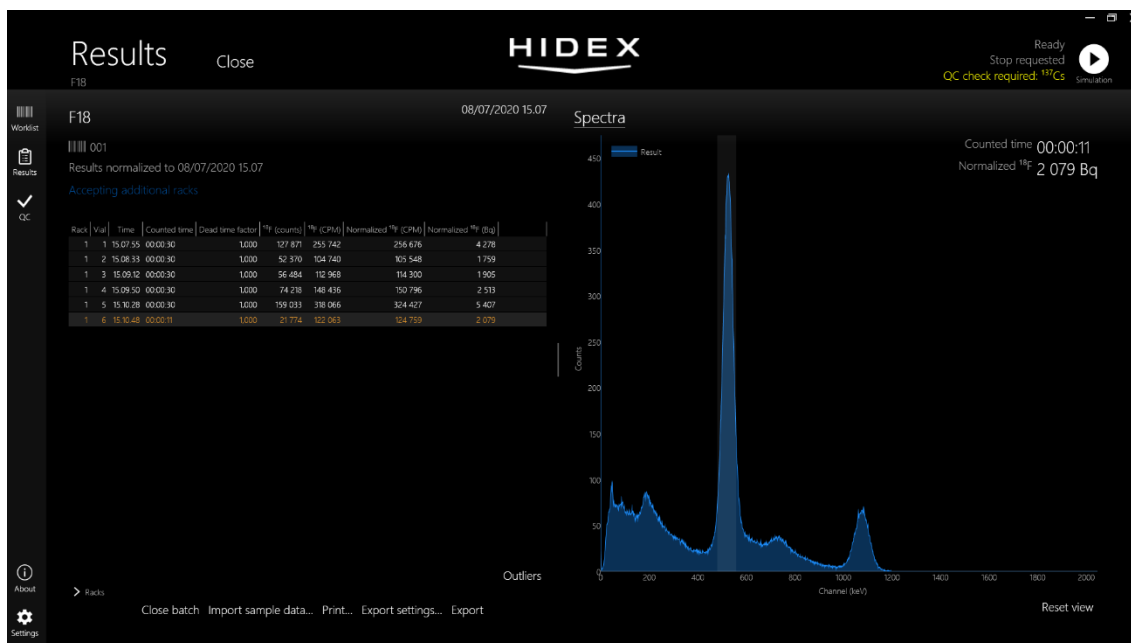 Results
Close
F18
HIDEX
Ready
Stop requested
QC check required: ¹³⁷Cs
Simulation
Worklist
Results
QC
About
Settings
F18
08/07/2020 15.07
001
Results normalized to 08/07/2020 15.07
Accepting additional racks
Rack Vial Time Counted time Dead time factor ¹⁸F (counts) ¹⁸F (CPM) Normalized ¹⁸F (CPM) Normalized ¹⁸F (Bq)
1 1 15.07.55 00:00:30 1.000 127 871 255 742 256 676 4 278
1 2 15.08.33 00:00:30 1.000 52 370 104 740 105 548 1 759
1 3 15.09.12 00:00:30 1.000 56 484 112 968 114 300 1 905
1 4 15.09.50 00:00:30 1.000 74 218 148 436 150 796 2 513
1 5 15.10.28 00:00:30 1.000 159 033 318 066 324 427 5 407
1 6 15.10.48 00:00:11 1.000 21 774 122 063 124 759 2 079
Outliers
Racks
Close batch Import sample data... Print... Export settings... Export
Spectra
Result
Counted time 00:00:11
Normalized ¹⁸F 2 079 Bq
450
400
350
300
250
200
150
100
50
0
Counts
0 200 400 600 800 1000 1200 1400 1600 1800 2000
Channel (keV)
Reset view